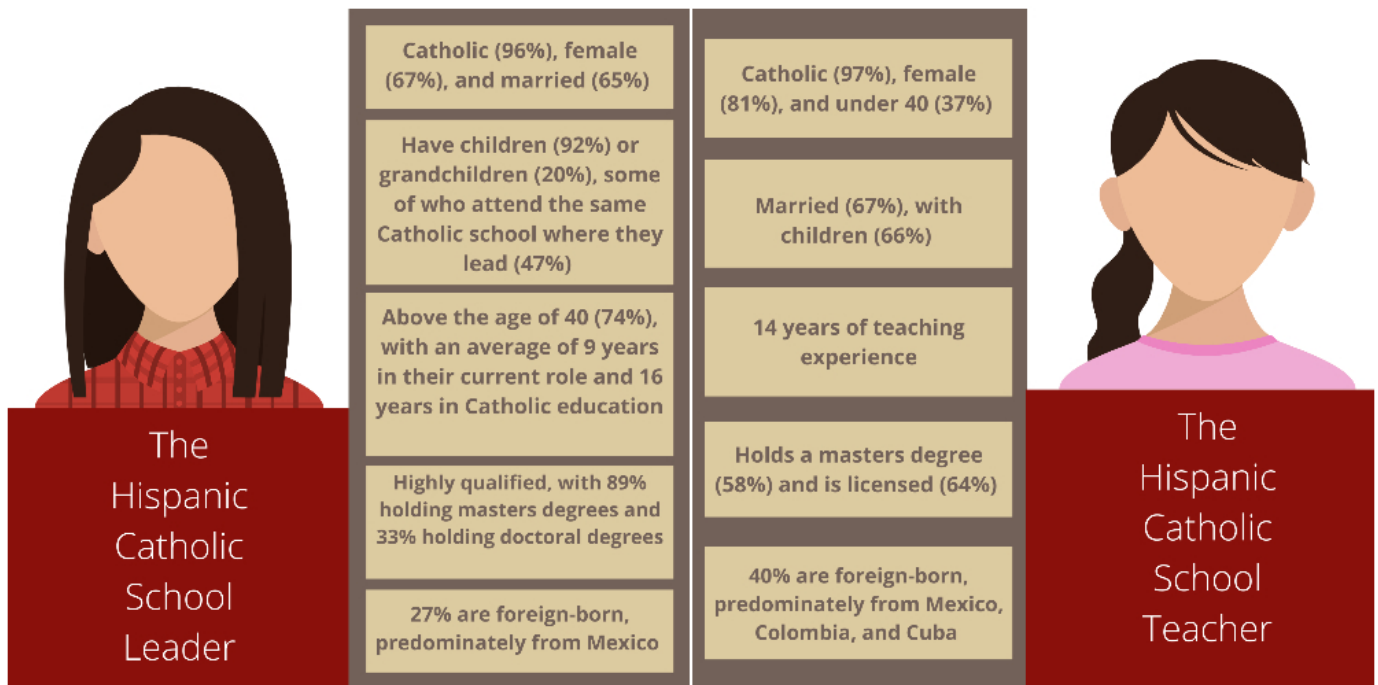 Catholic (96%), female
(67%), and married (65%)
Have children (92%) or
grandchildren (20%), some
of who attend the same
Catholic school where they
lead (47%)
Above the age of 40 (74%),
with an average of 9 years
in their current role and 16
years in Catholic education
Highly qualified, with 89%
holding masters degrees and
33% holding doctoral degrees
27% are foreign-born,
predominately from Mexico
The
Hispanic
Catholic
School
Leader
Catholic (97%), female
(81%), and under 40 (37%)
Married (67%), with
children (66%)
14 years of teaching
experience
Holds a masters degree
(58%) and is licensed (64%)
40% are foreign-born,
predominately from Mexico,
Colombia, and Cuba
The
Hispanic
Catholic
School
Teacher